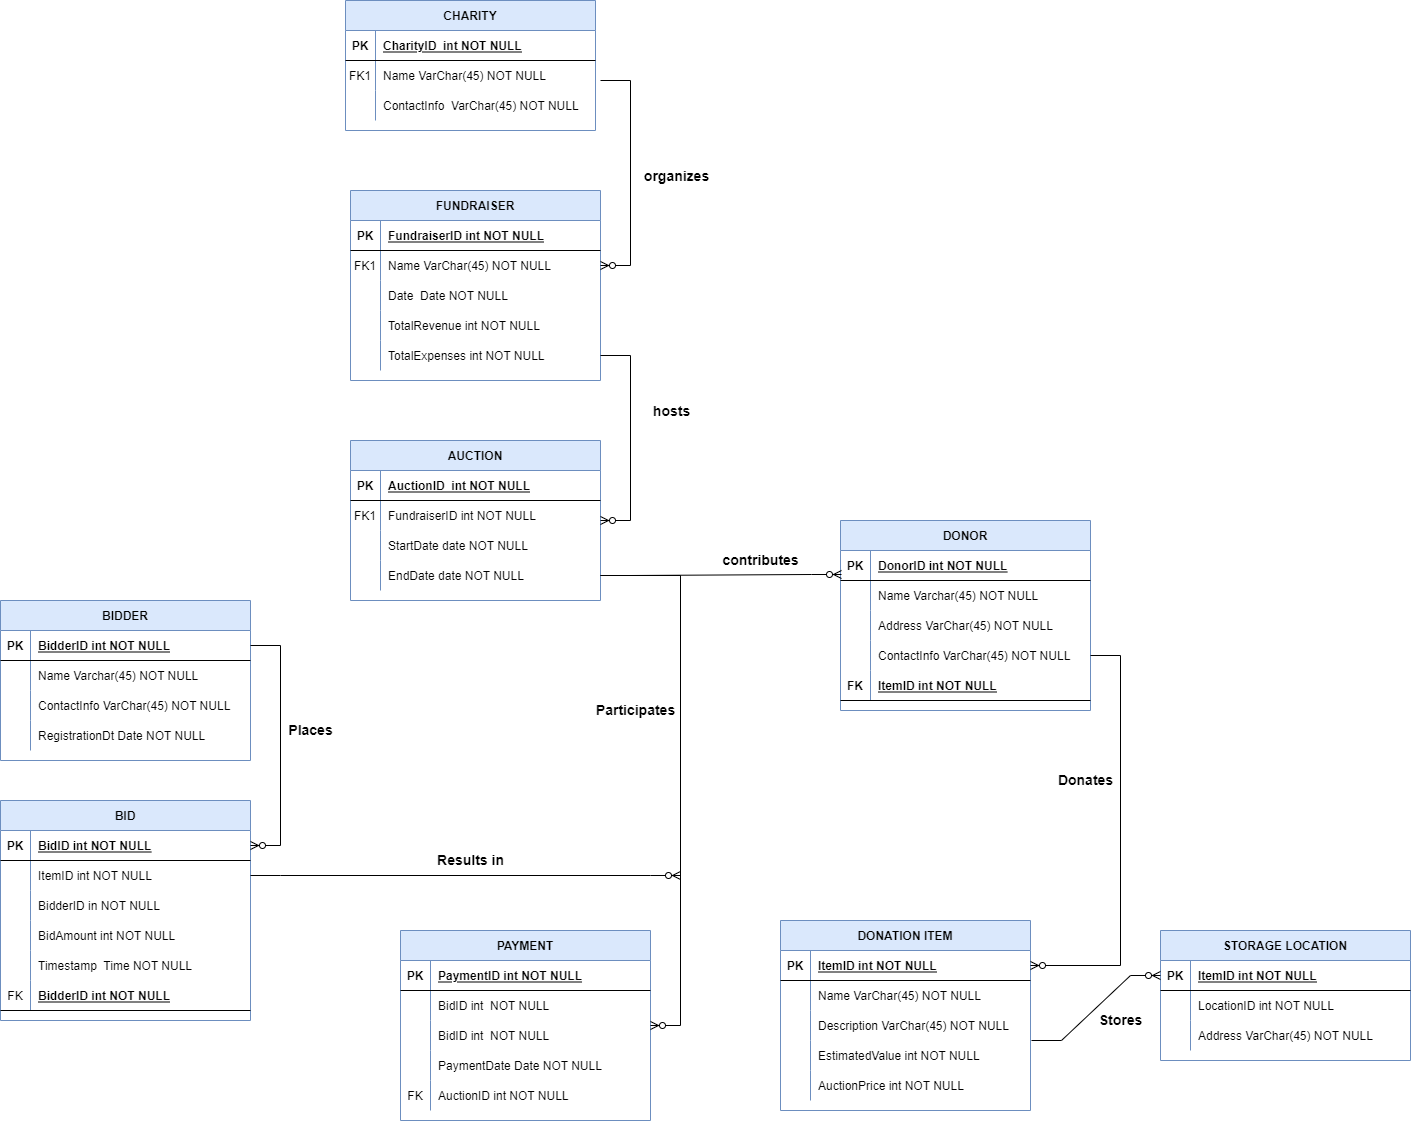 CHARITY
PK CharityID  int NOT NULL
FK1 Name VarChar(45) NOT NULL
ContactInfo  VarChar(45) NOT NULL
organizes
FUNDRAISER
PK FundraiserID int NOT NULL
FK1 Name VarChar(45) NOT NULL
Date  Date NOT NULL
TotalRevenue int NOT NULL
TotalExpenses int NOT NULL
hosts
AUCTION
PK AuctionID  int NOT NULL
FK1 FundraiserID int NOT NULL
StartDate date NOT NULL
EndDate date NOT NULL
contributes
DONOR
PK DonorID int NOT NULL
Name Varchar(45) NOT NULL
Address VarChar(45) NOT NULL
ContactInfo VarChar(45) NOT NULL
FK ItemID int NOT NULL
BIDDER
PK BidderID int NOT NULL
Name Varchar(45) NOT NULL
ContactInfo VarChar(45) NOT NULL
RegistrationDt Date NOT NULL
Places
Participates
Donates
BID
PK BidID int NOT NULL
ItemID int NOT NULL
BidderID in NOT NULL
BidAmount int NOT NULL
Timestamp  Time NOT NULL
FK BidderID int NOT NULL
Results in
PAYMENT
PK PaymentID int NOT NULL
BidID int  NOT NULL
BidID int  NOT NULL
PaymentDate Date NOT NULL
FK AuctionID int NOT NULL
DONATION ITEM
PK ItemID int NOT NULL
Name VarChar(45) NOT NULL
Description VarChar(45) NOT NULL
EstimatedValue int NOT NULL
AuctionPrice int NOT NULL
Stores
STORAGE LOCATION
PK ItemID int NOT NULL
LocationID int NOT NULL
Address VarChar(45) NOT NULL